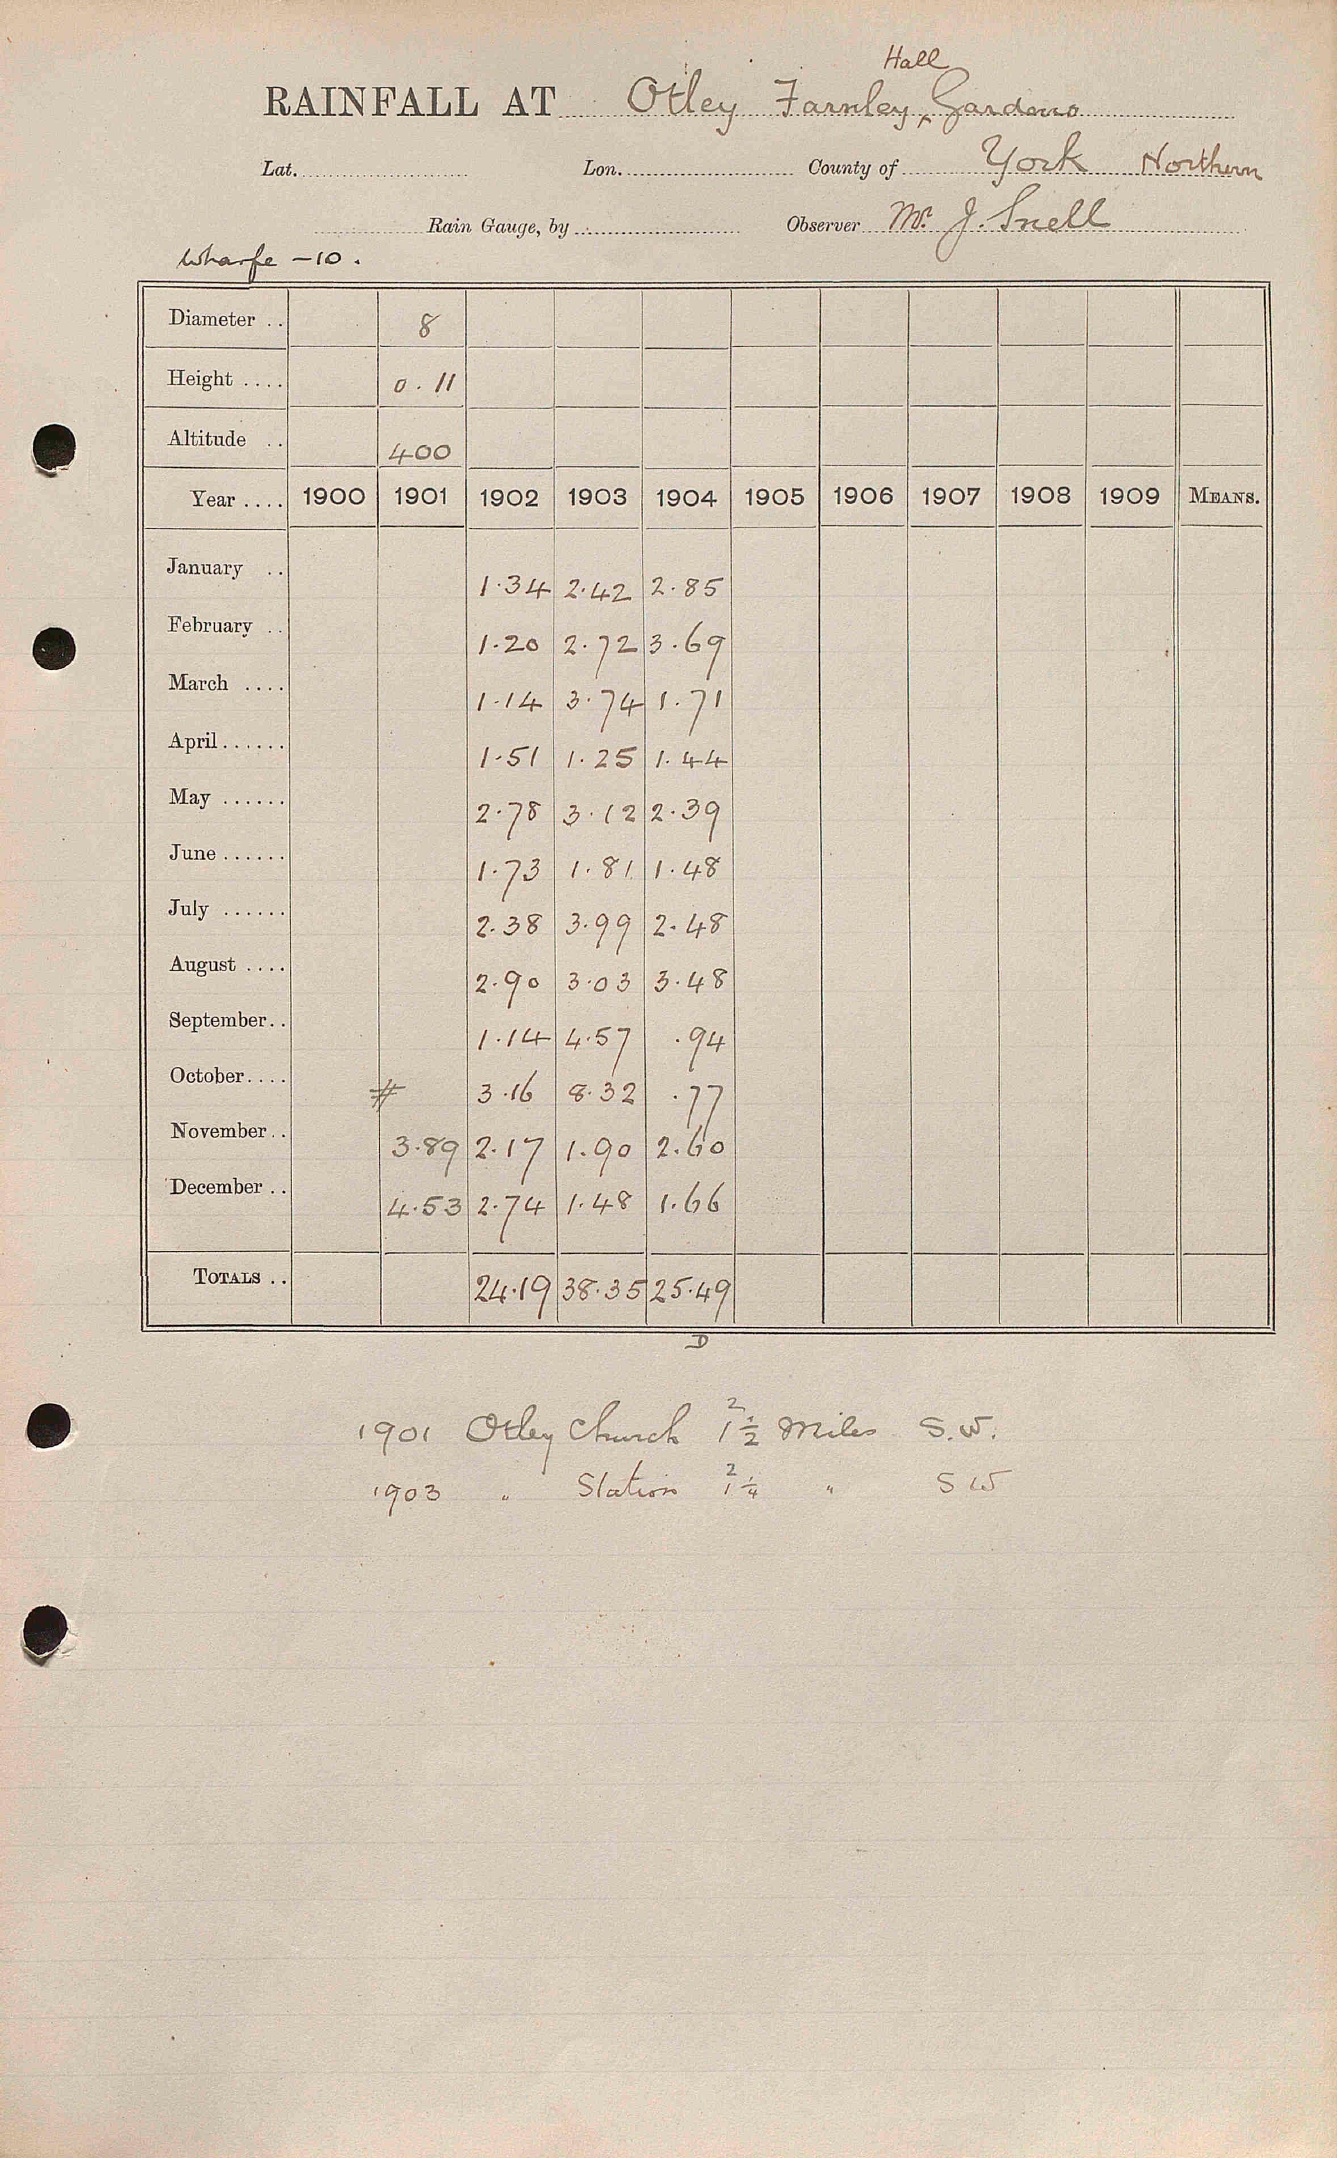 Hall
RAINFALL AT Otley Farnley Gardens
Lat. Lon. County of York Northern
Rain Gauge, by Observer Mr. J. Snell
Wharfe - 10.
Diameter .. 8
Height .... 0.11
Altitude .. 400
Year .... 1900 1901 1902 1903 1904 1905 1906 1907 1908 1909 MEANS.
January .. 1.34 2.42 2.85
February .. 1.20 2.72 3.69
March .... 1.14 3.74 1.71
April...... 1.51 1.25 1.44
May ...... 2.78 3.12 2.39
June ...... 1.73 1.81 1.48
July ...... 2.38 3.99 2.48
August .... 2.90 3.03 3.48
September.. 1.14 4.57 .94
October.... # 3.16 8.32 .77
November.. 3.89 2.17 1.90 2.60
December .. 4.53 2.74 1.48 1.66
TOTALS .. 24.19 38.35 25.49
D
2
1901 Otley Church 1½ Miles S.W.
2
1903 " Station 1¼ " S W